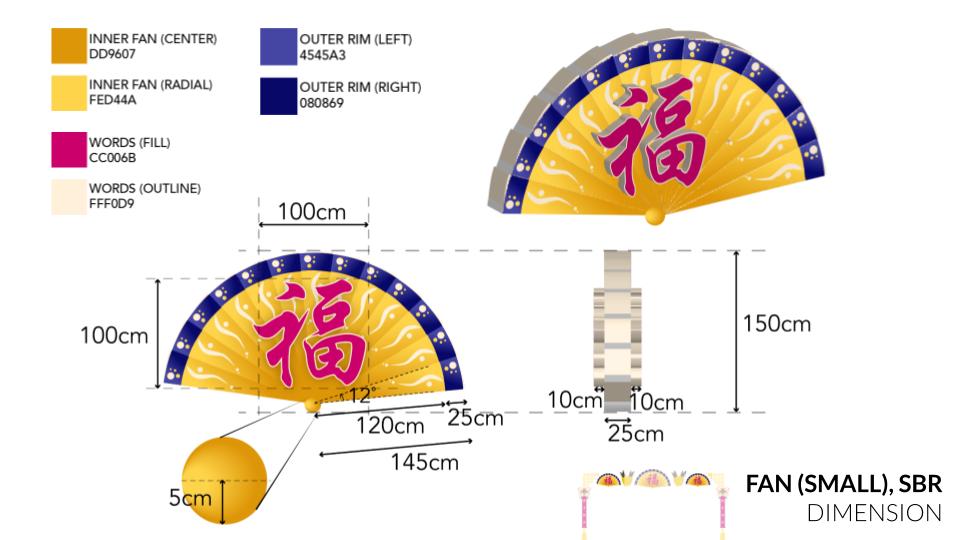 INNER FAN (CENTER)
DD9607
INNER FAN (RADIAL)
FED44A
WORDS (FILL)
CC006B
WORDS (OUTLINE)
FFF0D9
OUTER RIM (LEFT)
4545A3
OUTER RIM (RIGHT)
080869
福
100cm
福
100cm
12°
120cm
25cm
145cm
5cm
150cm
10cm
10cm
25cm
FAN (SMALL), SBR
DIMENSION